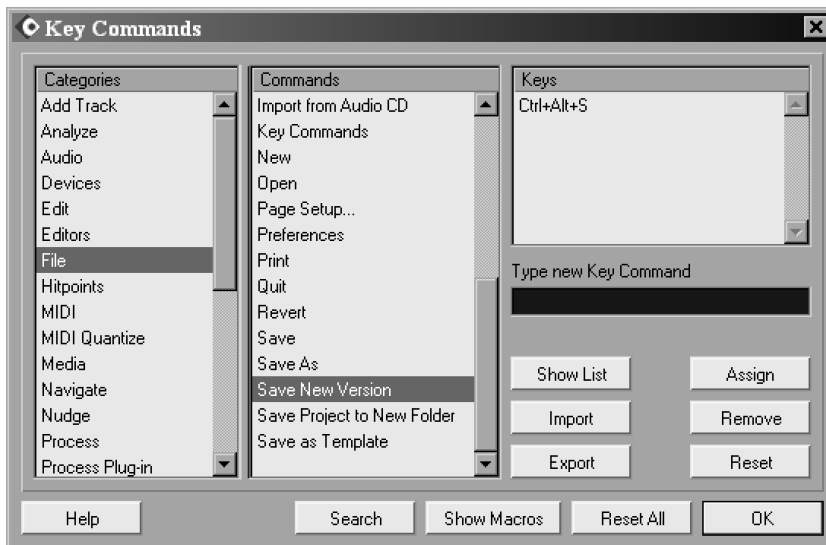 Key Commands
Categories
Add Track
Analyze
Audio
Devices
Edit
Editors
File
Hitpoints
MIDI
MIDI Quantize
Media
Navigate
Nudge
Process
Process Plug-in
Commands
Import from Audio CD
Key Commands
New
Open
Page Setup...
Preferences
Print
Quit
Revert
Save
Save As
Save New Version
Save Project to New Folder
Save as Template
Keys
Ctrl+Alt+S
Type new Key Command
Show List
Assign
Import
Remove
Export
Reset
Help
Search
Show Macros
Reset All
OK